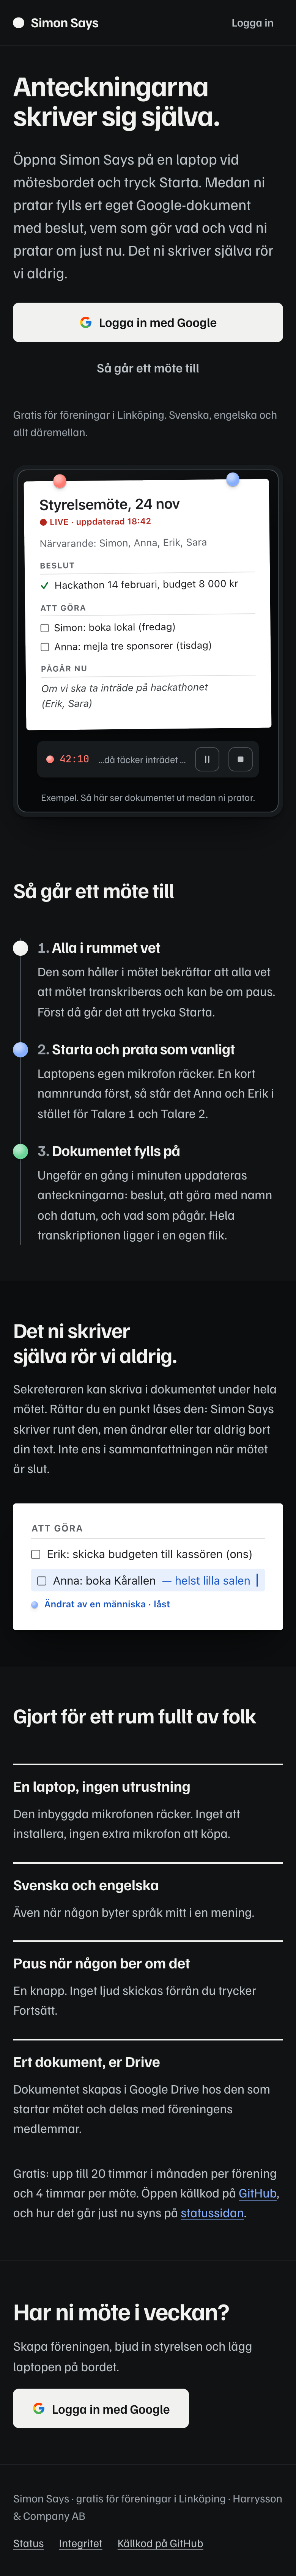 Simon Says
Logga in
Anteckningarna
skriver sig själva.
Öppna Simon Says på en laptop vid
mötesbordet och tryck Starta. Medan ni
pratar fylls ert eget Google-dokument
med beslut, vem som gör vad och vad ni
pratar om just nu. Det ni skriver själva rör
vi aldrig.
Logga in med Google
Så går ett möte till
Gratis för föreningar i Linköping. Svenska, engelska och
allt däremellan.
Styrelsemöte, 24 nov
LIVE · uppdaterad 18:42
Närvarande: Simon, Anna, Erik, Sara
BESLUT
Hackathon 14 februari, budget 8 000 kr
ATT GÖRA
Simon: boka lokal (fredag)
Anna: mejla tre sponsorer (tisdag)
PÅGÅR NU
Om vi ska ta inträde på hackathonet
(Erik, Sara)
42:10 …då täcker inträdet …
Exempel. Så här ser dokumentet ut medan ni pratar.
Så går ett möte till
1. Alla i rummet vet
Den som håller i mötet bekräftar att alla vet
att mötet transkriberas och kan be om paus.
Först då går det att trycka Starta.
2. Starta och prata som vanligt
Laptopens egen mikrofon räcker. En kort
namnrunda först, så står det Anna och Erik i
stället för Talare 1 och Talare 2.
3. Dokumentet fylls på
Ungefär en gång i minuten uppdateras
anteckningarna: beslut, att göra med namn
och datum, och vad som pågår. Hela
transkriptionen ligger i en egen flik.
Det ni skriver
själva rör vi aldrig.
Sekreteraren kan skriva i dokumentet under hela
mötet. Rättar du en punkt låses den: Simon Says
skriver runt den, men ändrar eller tar aldrig bort
din text. Inte ens i sammanfattningen när mötet
är slut.
ATT GÖRA
Erik: skicka budgeten till kassören (ons)
Anna: boka Kårallen — helst lilla salen
Ändrat av en människa · låst
Gjort för ett rum fullt av folk
En laptop, ingen utrustning
Den inbyggda mikrofonen räcker. Inget att
installera, ingen extra mikrofon att köpa.
Svenska och engelska
Även när någon byter språk mitt i en mening.
Paus när någon ber om det
En knapp. Inget ljud skickas förrän du trycker
Fortsätt.
Ert dokument, er Drive
Dokumentet skapas i Google Drive hos den som
startar mötet och delas med föreningens
medlemmar.
Gratis: upp till 20 timmar i månaden per förening
och 4 timmar per möte. Öppen källkod på GitHub,
och hur det går just nu syns på statussidan.
Har ni möte i veckan?
Skapa föreningen, bjud in styrelsen och lägg
laptopen på bordet.
Logga in med Google
Simon Says · gratis för föreningar i Linköping · Harrysson
& Company AB
Status Integritet Källkod på GitHub